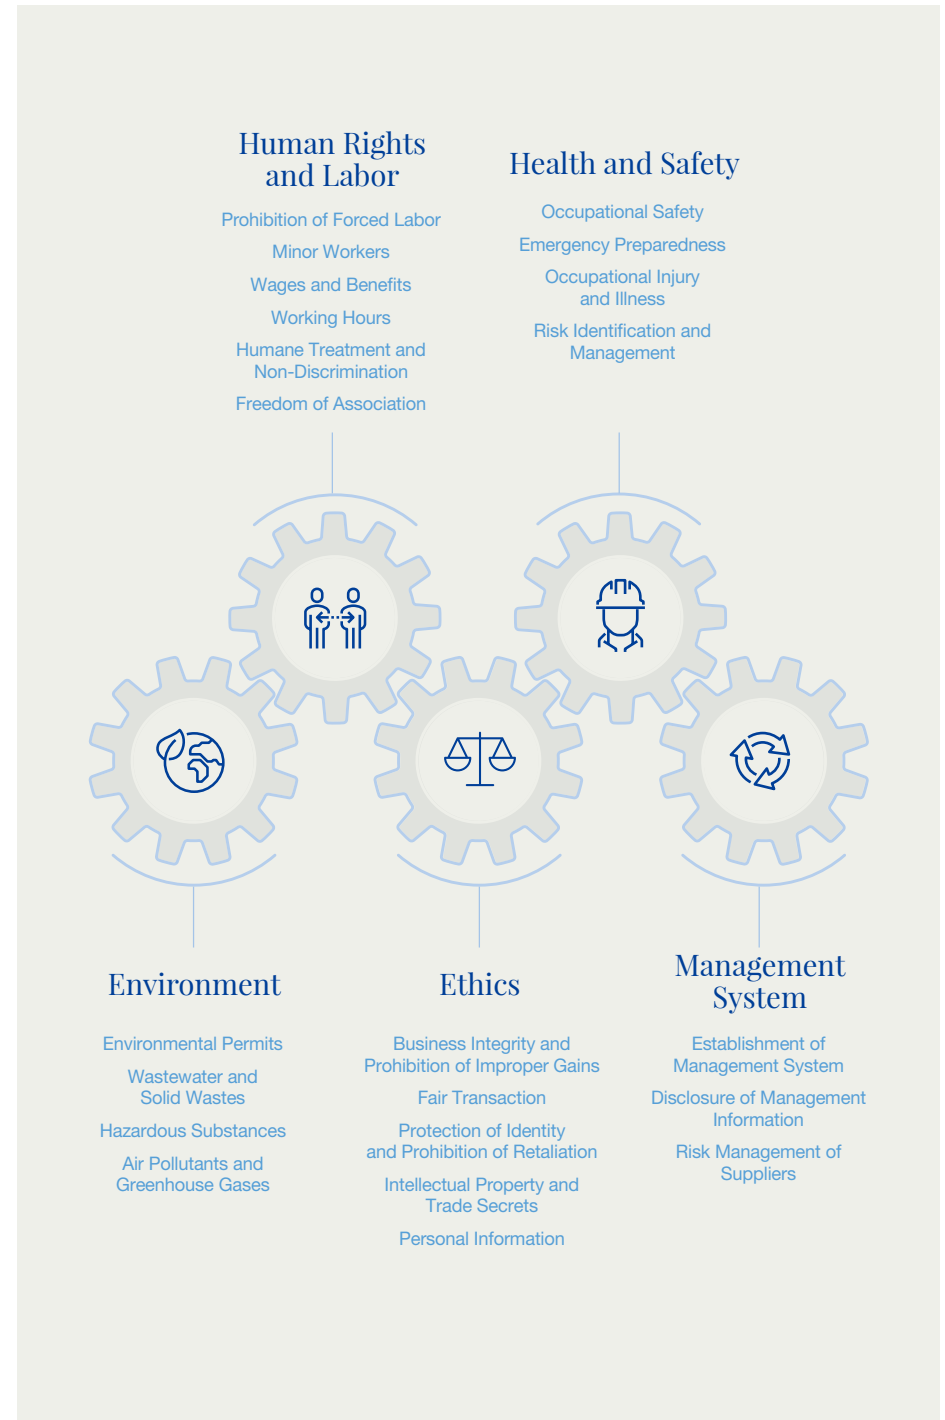 Human Rights
and Labor
Prohibition of Forced Labor
Minor Workers
Wages and Benefits
Working Hours
Humane Treatment and
Non-Discrimination
Freedom of Association
Health and Safety
Occupational Safety
Emergency Preparedness
Occupational Injury
and Illness
Risk Identification and
Management
Environment
Environmental Permits
Wastewater and
Solid Wastes
Hazardous Substances
Air Pollutants and
Greenhouse Gases
Ethics
Business Integrity and
Prohibition of Improper Gains
Fair Transaction
Protection of Identity
and Prohibition of Retaliation
Intellectual Property and
Trade Secrets
Personal Information
Management
System
Establishment of
Management System
Disclosure of Management
Information
Risk Management of
Suppliers